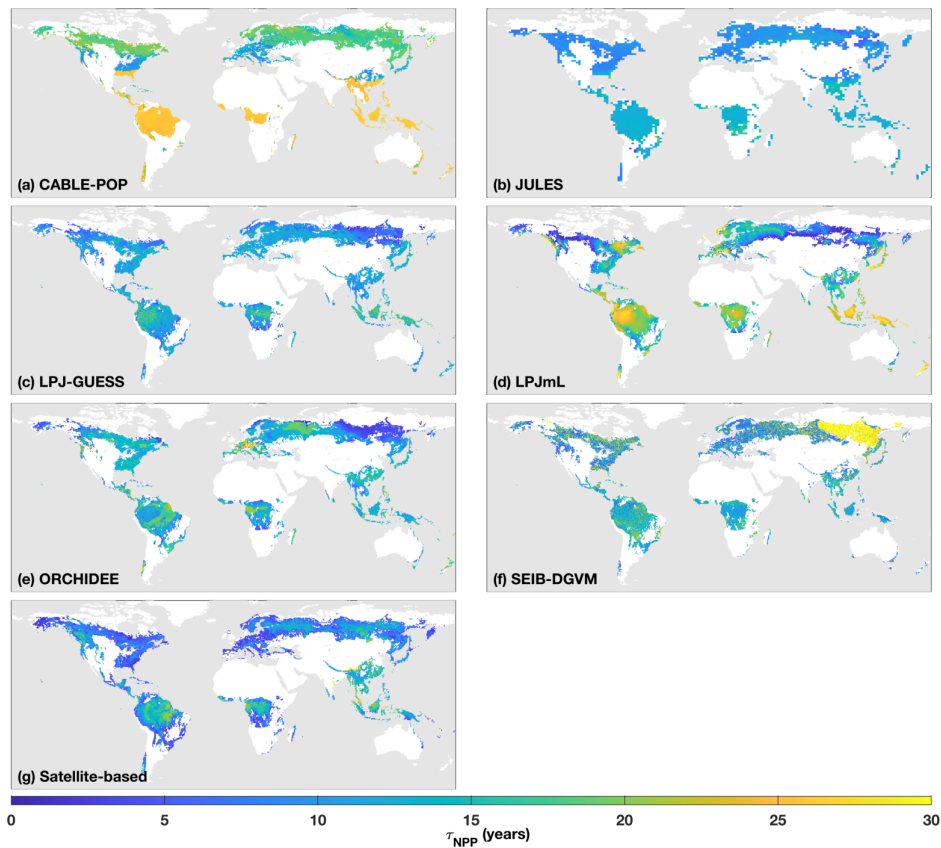 (a) CABLE-POP
(b) JULES
(c) LPJ-GUESS
(d) LPJmL
(e) ORCHIDEE
(f) SEIB-DGVM
(g) Satellite-based
0 5 10 15 20 25 30
τNPP (years)